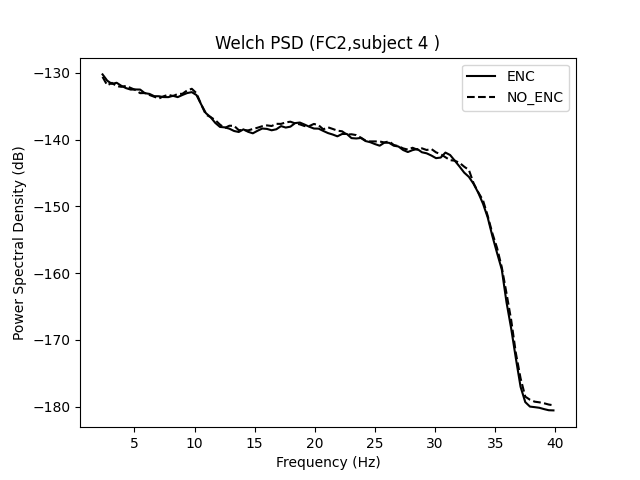 Welch PSD (FC2,subject 4 )
ENC
NO_ENC
Power Spectral Density (dB)
−130
−140
−150
−160
−170
−180
5 10 15 20 25 30 35 40
Frequency (Hz)